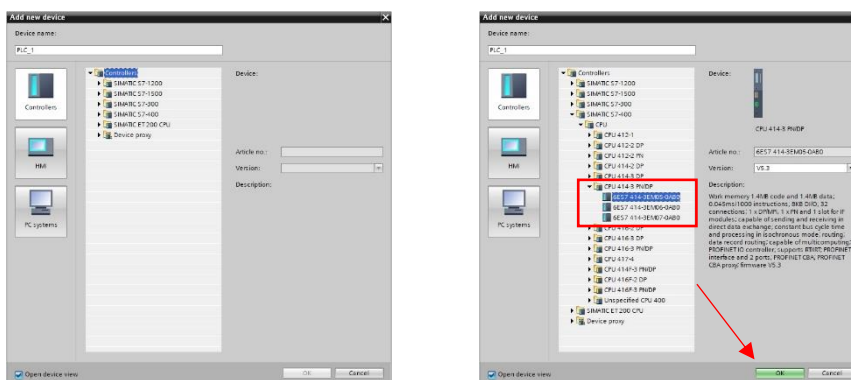 Add new device
Device name:
PLC_1
Controllers
HMI
PC systems
Controllers
SIMATIC S7-1200
SIMATIC S7-1500
SIMATIC S7-300
SIMATIC S7-400
SIMATIC ET 200 CPU
Device proxy
Device:
Article no.:
Version:
Description:
Open device view
OK
Cancel
Add new device
Device name:
PLC_1
Controllers
HMI
PC systems
Controllers
SIMATIC S7-1200
SIMATIC S7-1500
SIMATIC S7-300
SIMATIC S7-400
CPU
CPU 412-1
CPU 412-2 DP
CPU 412-2 PN
CPU 414-2 DP
CPU 414-3 DP
CPU 414-3 PN/DP
6ES7 414-3EM05-0AB0
6ES7 414-3EM06-0AB0
6ES7 414-3EM07-0AB0
CPU 416-2 DP
CPU 416-3 DP
CPU 416-3 PN/DP
CPU 417-4
CPU 414F-3 PN/DP
CPU 416F-2 DP
CPU 416F-3 PN/DP
Unspecified CPU 400
SIMATIC ET 200 CPU
Device proxy
Device:
CPU 414-3 PN/DP
Article no.:
6ES7 414-3EM05-0AB0
Version:
V5.3
Description:
Work memory 1.4MB code and 1.4MB data;
0.045ms/1000 instructions; 8KB DI/O; 32
connections; 1 x DP/MPI, 1 x PN and 1 slot for IF
modules; capable of sending and receiving in
direct data exchange; constant bus cycle time
and processing in isochronous mode; routing;
data record routing; capable of multicomputing;
PROFINET IO controller; supports RT/IRT; PROFINET
interface and 2 ports; PROFINET CBA; PROFINET
CBA proxy; firmware V5.3
Open device view
OK
Cancel